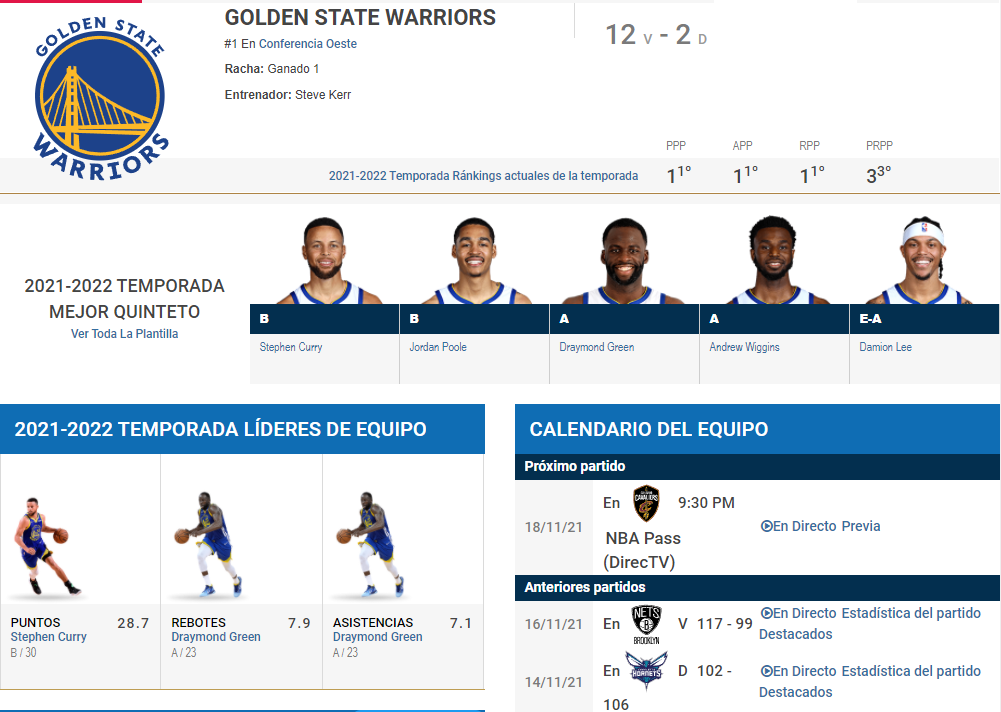 GOLDEN STATE
WARRIORS
GOLDEN STATE WARRIORS
#1 En Conferencia Oeste
Racha: Ganado 1
Entrenador: Steve Kerr
12 V - 2 D
PPP APP RPP PRPP
2021-2022 Temporada Ránkings actuales de la temporada 1 1° 1 1° 1 1° 3 3°
2021-2022 TEMPORADA
MEJOR QUINTETO
Ver Toda La Plantilla
B B A A E-A
Stephen Curry Jordan Poole Draymond Green Andrew Wiggins Damion Lee
2021-2022 TEMPORADA LÍDERES DE EQUIPO
PUNTOS 28.7
Stephen Curry
B / 30
REBOTES 7.9
Draymond Green
A / 23
ASISTENCIAS 7.1
Draymond Green
A / 23
CALENDARIO DEL EQUIPO
Próximo partido
18/11/21 En CAVALIERS 9:30 PM
NBA Pass
(DirecTV)
En Directo Previa
Anteriores partidos
16/11/21 En NETS B BROOKLYN V 117 - 99 En Directo Estadística del partido
Destacados
14/11/21 En HORNETS D 102 -
106
En Directo Estadística del partido
Destacados